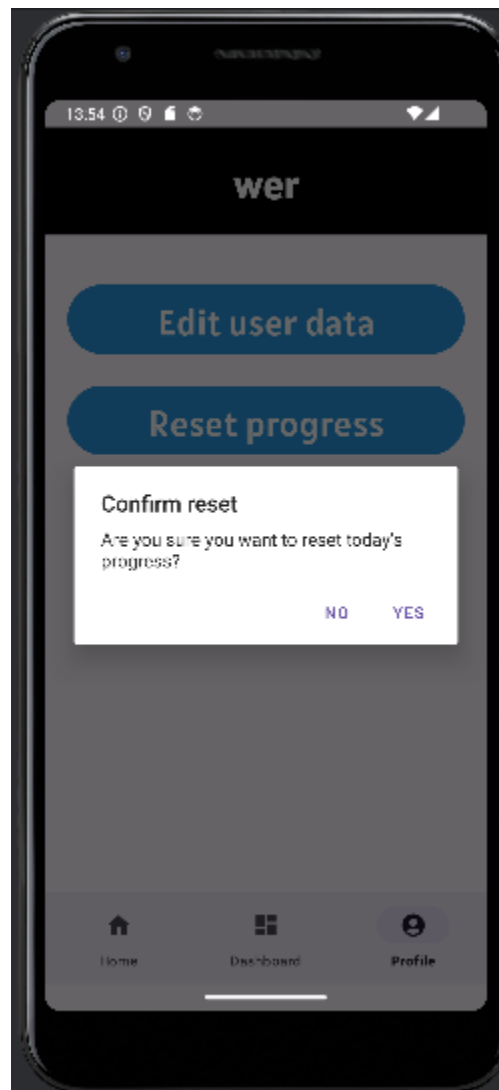 13:54
wer
Edit user data
Reset progress
Confirm reset
Are you sure you want to reset today's
progress?
NO YES
Home Dashboard Profile